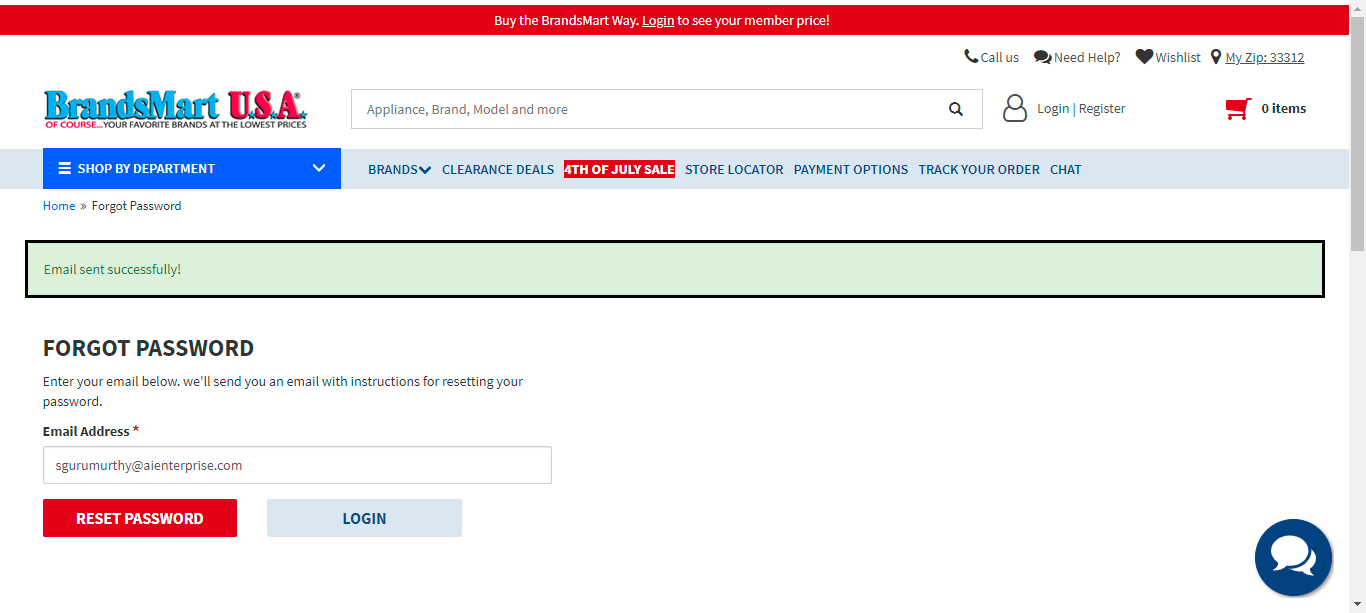 Buy the BrandsMart Way. Login to see your member price!
Call us Need Help? Wishlist My Zip: 33312
BrandsMart U.S.A.®
OF COURSE...YOUR FAVORITE BRANDS AT THE LOWEST PRICES
Appliance, Brand, Model and more
Login | Register
0 items
SHOP BY DEPARTMENT
BRANDS CLEARANCE DEALS 4TH OF JULY SALE STORE LOCATOR PAYMENT OPTIONS TRACK YOUR ORDER CHAT
Home » Forgot Password
Email sent successfully!
FORGOT PASSWORD
Enter your email below. we'll send you an email with instructions for resetting your
password.
Email Address *
sgurumurthy@aienterprise.com
RESET PASSWORD LOGIN